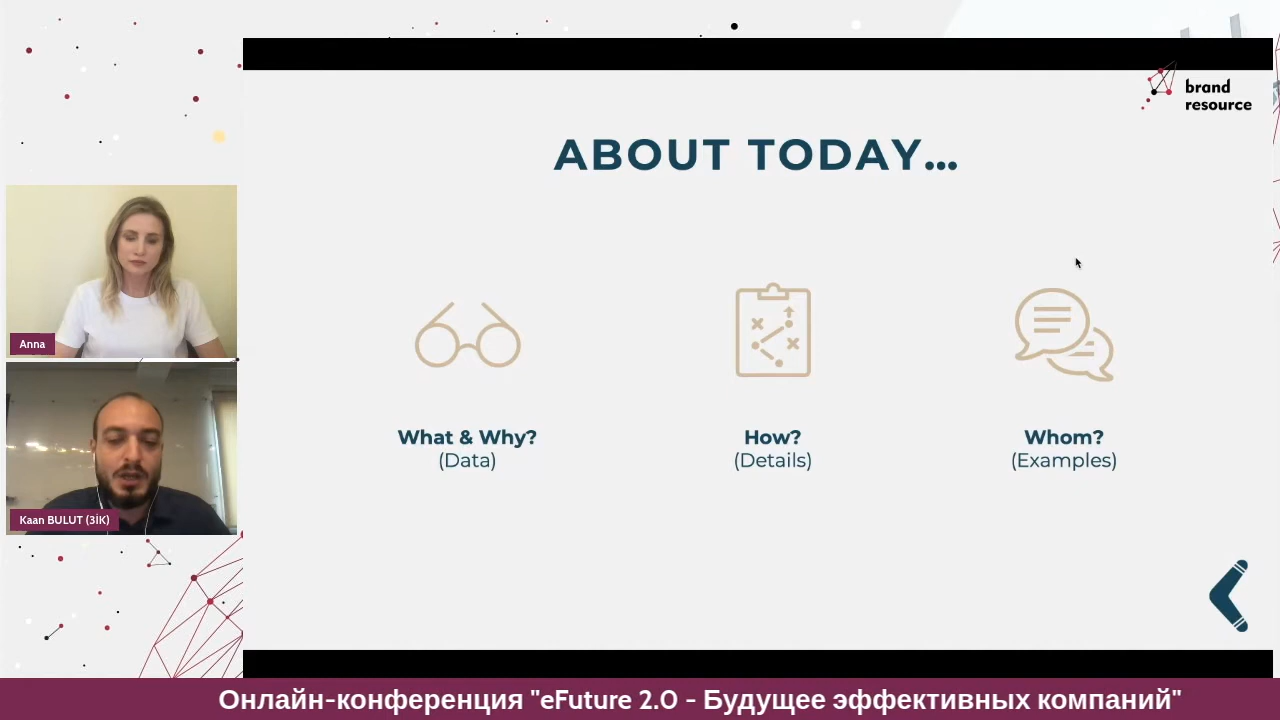 brand
resource
ABOUT TODAY...
What & Why?
(Data)
How?
(Details)
Whom?
(Examples)
Anna
Kaan BULUT (3İK)
Онлайн-конференция "eFuture 2.0 - Будущее эффективных компаний"